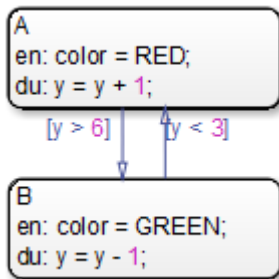 A
en: color = RED;
du: y = y + 1;
[y > 6] [y < 3]
B
en: color = GREEN;
du: y = y - 1;